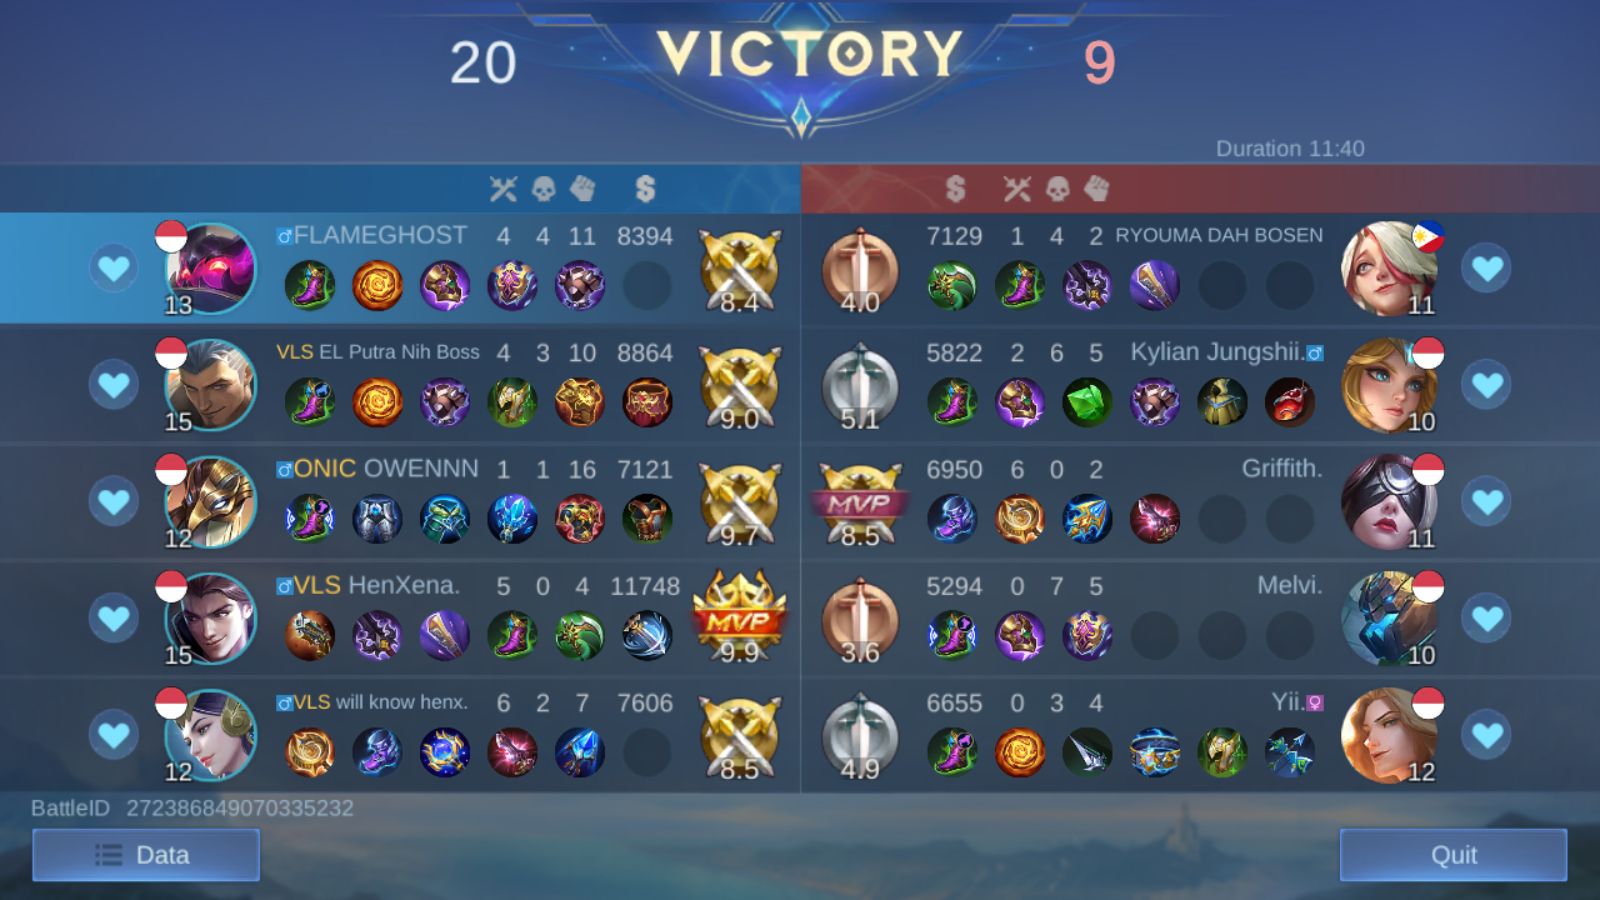 20 VICTORY 9
Duration 11:40
FLAMEGHOST 4 4 11 8394
13 8.4
4.0 7129 1 4 2 RYOUMA DAH BOSEN
11
VLS EL Putra Nih Boss 4 3 10 8864
15 9.0
5.1 5822 2 6 5 Kylian Jungshii.
10
ONIC OWENNN 1 1 16 7121
12 9.7
MVP 8.5 6950 6 0 2 Griffith.
11
VLS HenXena. 5 0 4 11748
15 MVP 9.9
3.6 5294 0 7 5 Melvi.
10
VLS will know henx. 6 2 7 7606
12 8.5
4.9 6655 0 3 4 Yii.
12
BattleID 272386849070335232
Data
Quit